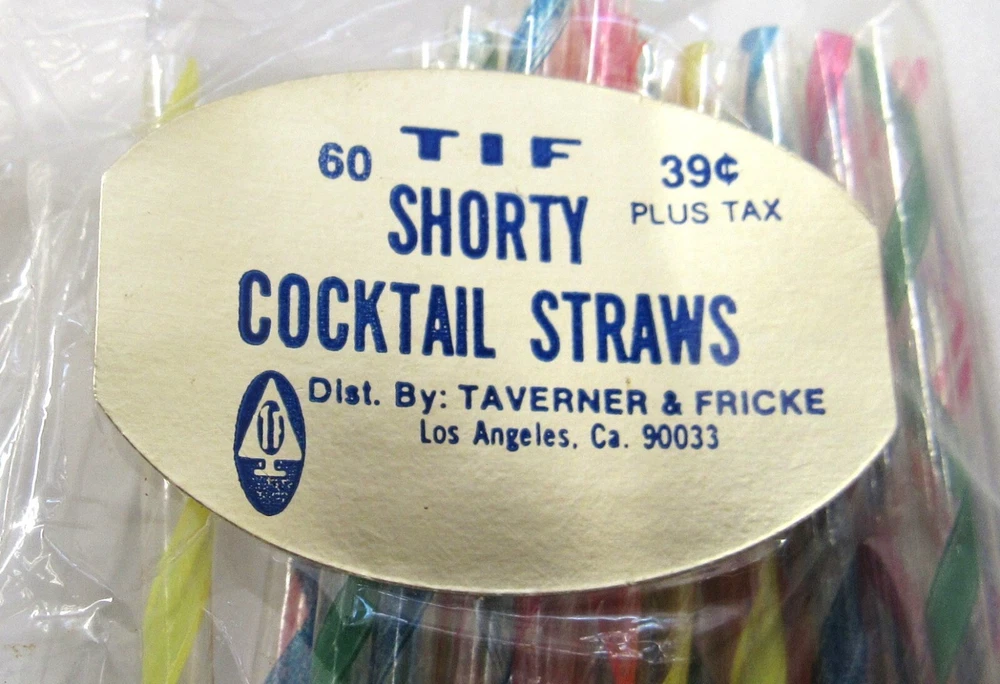 TIF
60
39¢
PLUS TAX
SHORTY
COCKTAIL STRAWS
Dist. By: TAVERNER & FRICKE
Los Angeles, Ca. 90033